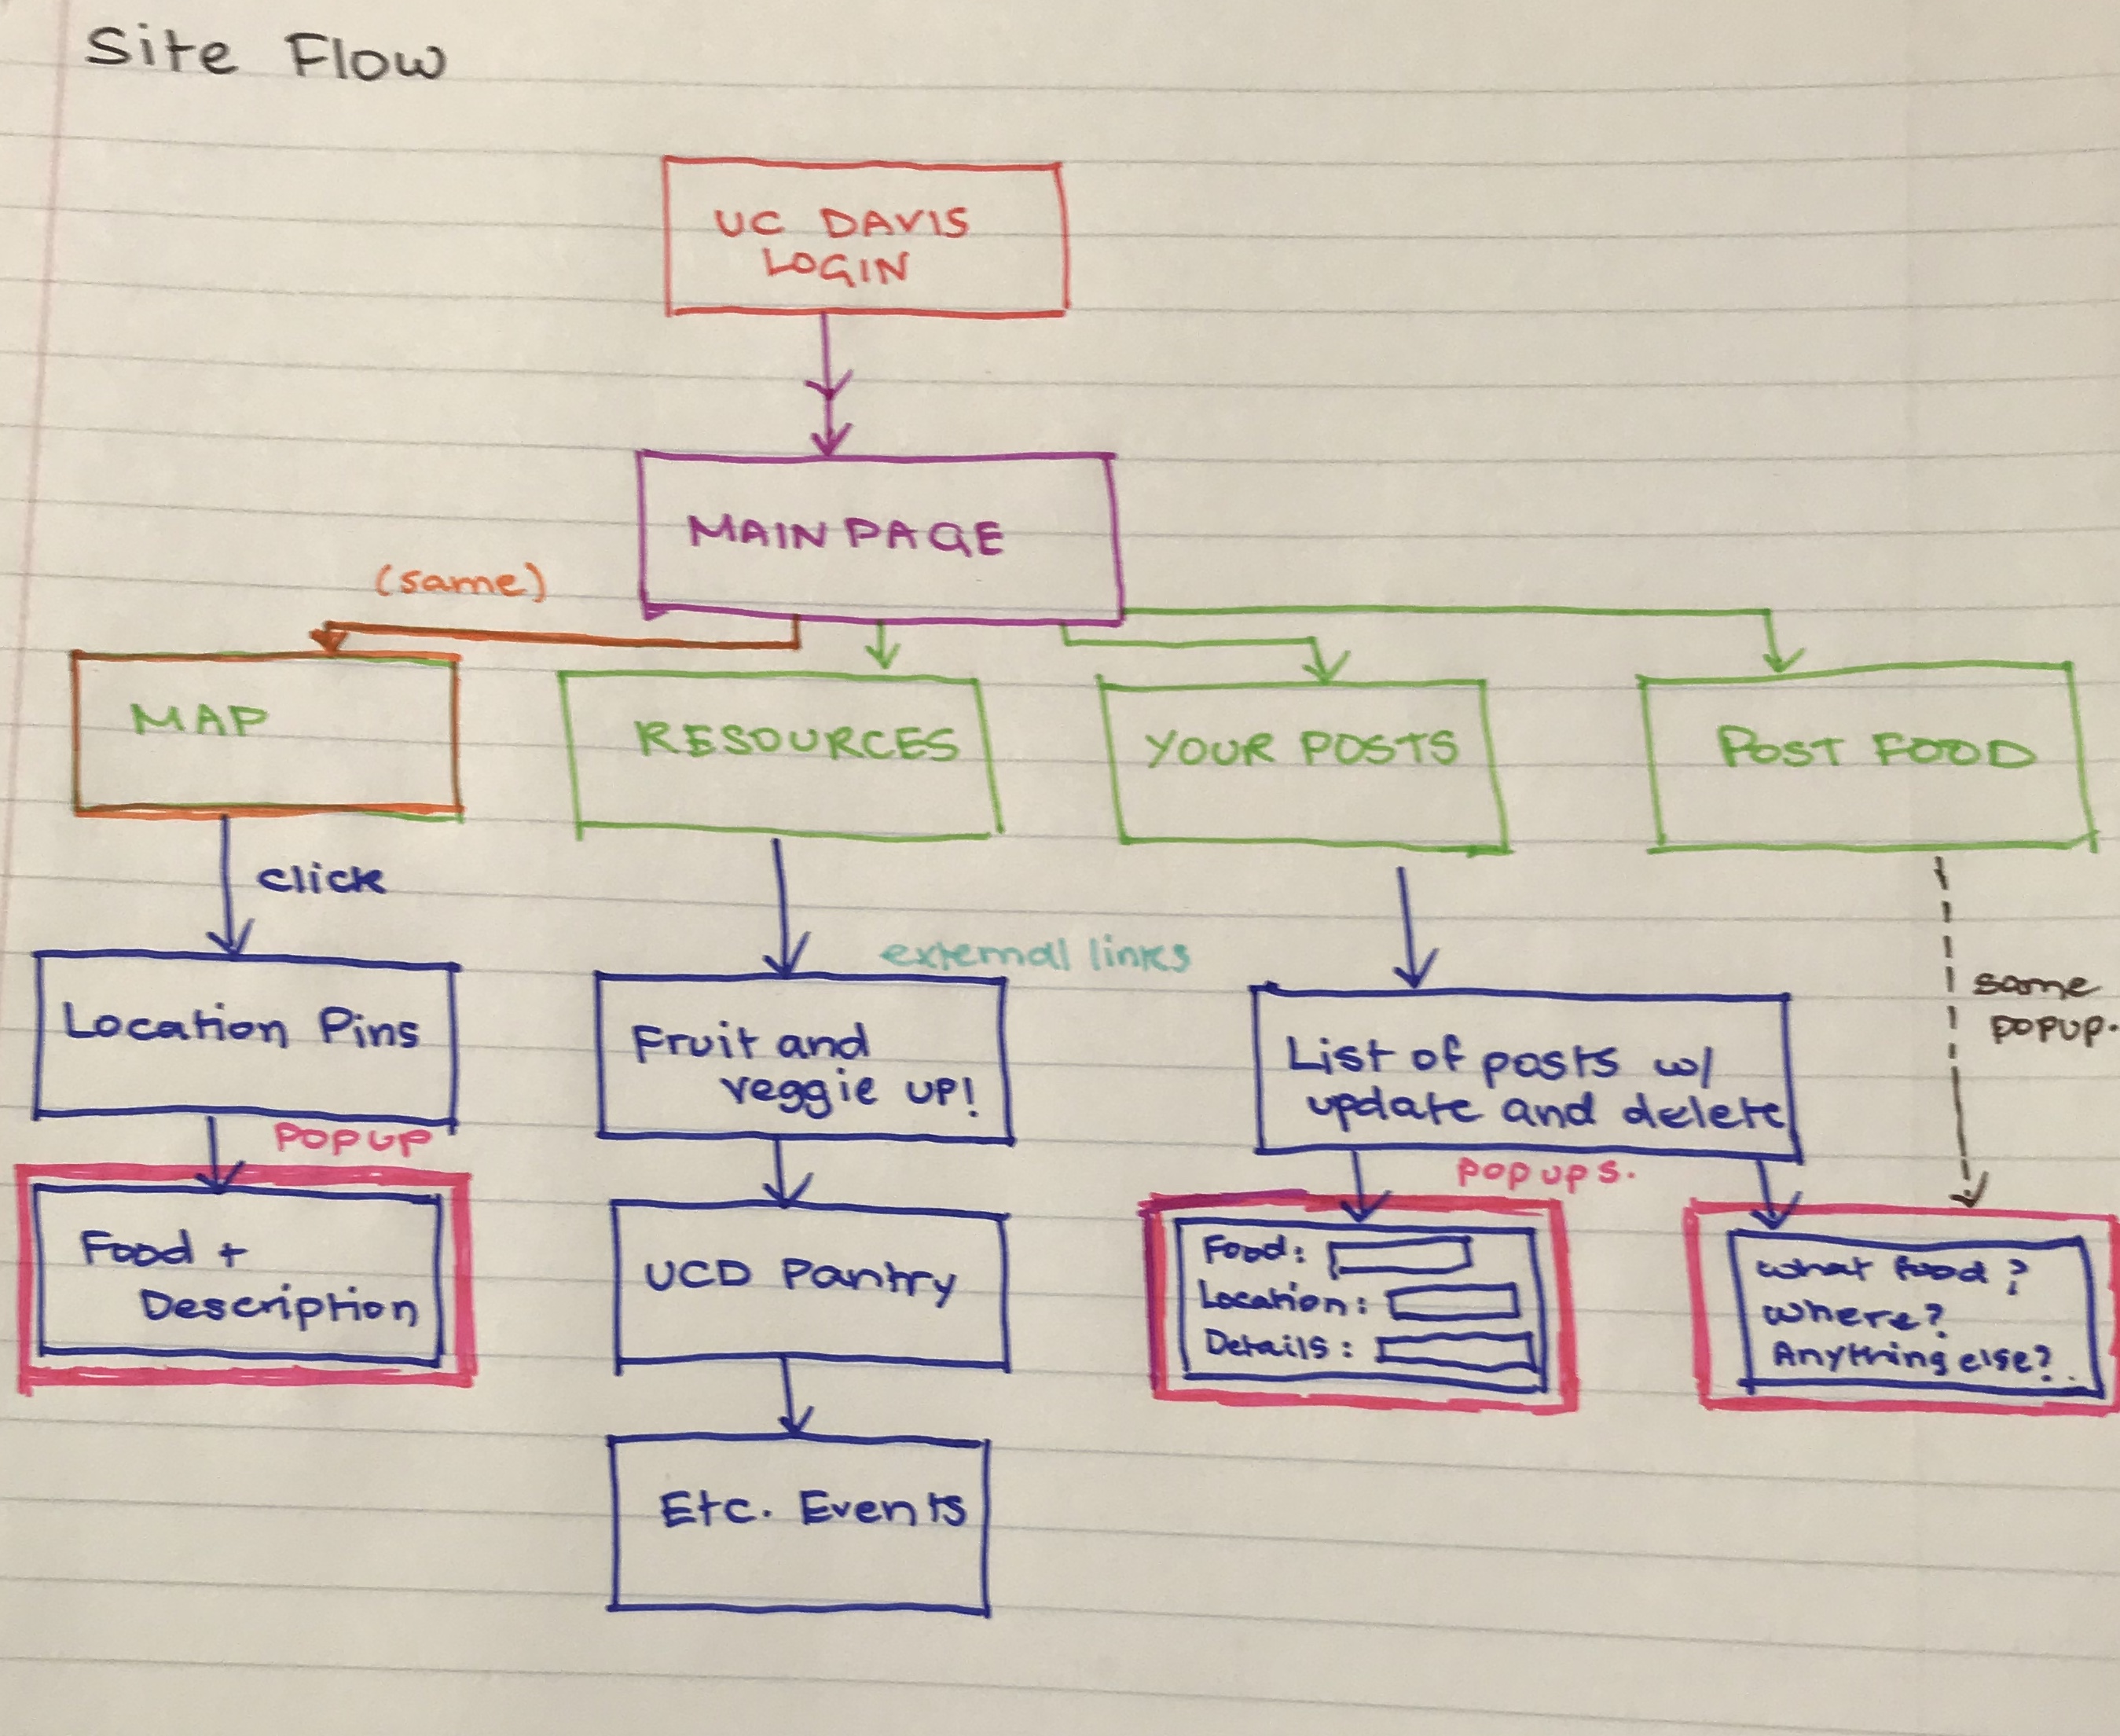 Site Flow
UC DAVIS
LOGIN
MAIN PAGE
(same)
MAP
RESOURCES
YOUR POSTS
POST FOOD
click
external links
same
popup.
Location Pins
Fruit and
veggie up!
List of posts w/
update and delete
POPUP
popups.
Food +
Description
UCD Pantry
Food:
Location:
Details:
What food?
Where?
Anything else?
Etc. Events